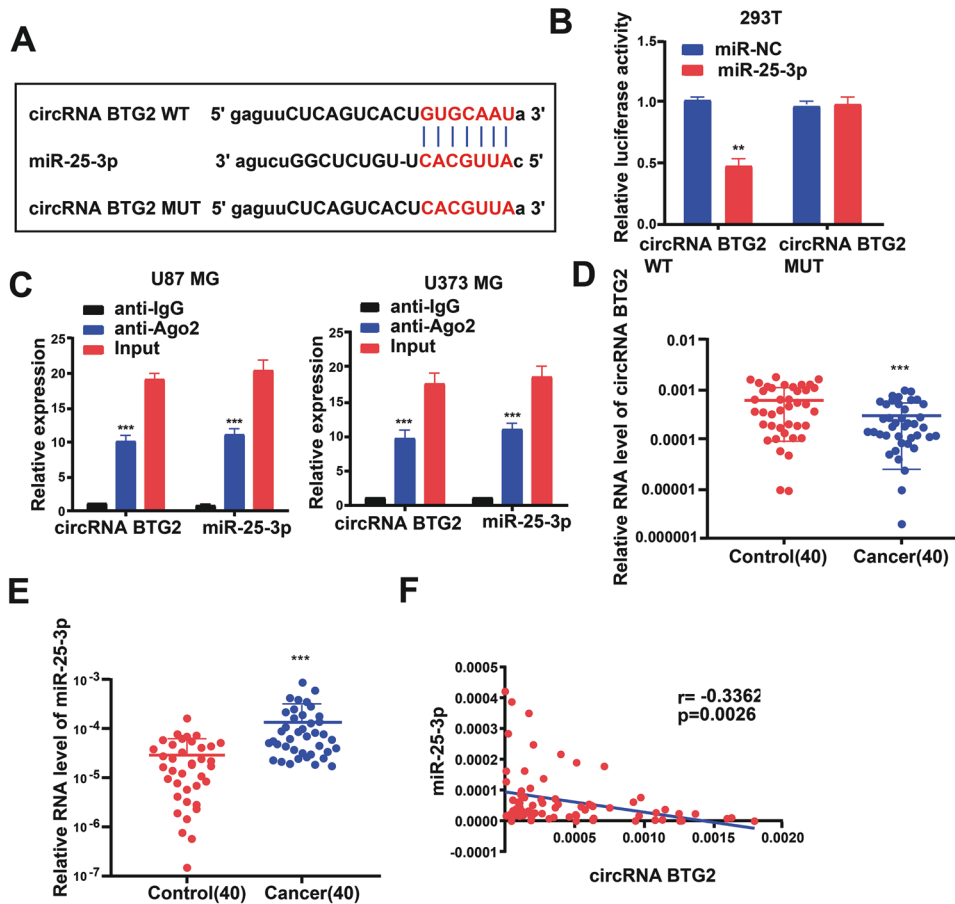 A
circRNA BTG2 WT 5' gaguuCUCAGUCACUGUGCAAUa 3'
miR-25-3p 3' agucuGGCUCUGU-UCACGUUAc 5'
circRNA BTG2 MUT 5' gaguuCUCAGUCACUCACGUUAa 3'
B
293T
miR-NC
miR-25-3p
Relative luciferase activity
1.5
1.0
0.5
0.0
**
circRNA BTG2
WT
circRNA BTG2
MUT
C
U87 MG
anti-IgG
anti-Ago2
Input
Relative expression
25
20
15
10
5
0
***
***
circRNA BTG2
miR-25-3p
U373 MG
anti-IgG
anti-Ago2
Input
Relative expression
25
20
15
10
5
0
***
***
circRNA BTG2
miR-25-3p
D
Relative RNA level of circRNA BTG2
0.01
0.001
0.0001
0.00001
0.000001
***
Control(40)
Cancer(40)
E
Relative RNA level of miR-25-3p
10-3
10-4
10-5
10-6
10-7
***
Control(40)
Cancer(40)
F
miR-25-3p
0.0005
0.0004
0.0003
0.0002
0.0001
0.0000
-0.0001
r= -0.3362
p=0.0026
0.0005
0.0010
0.0015
0.0020
circRNA BTG2